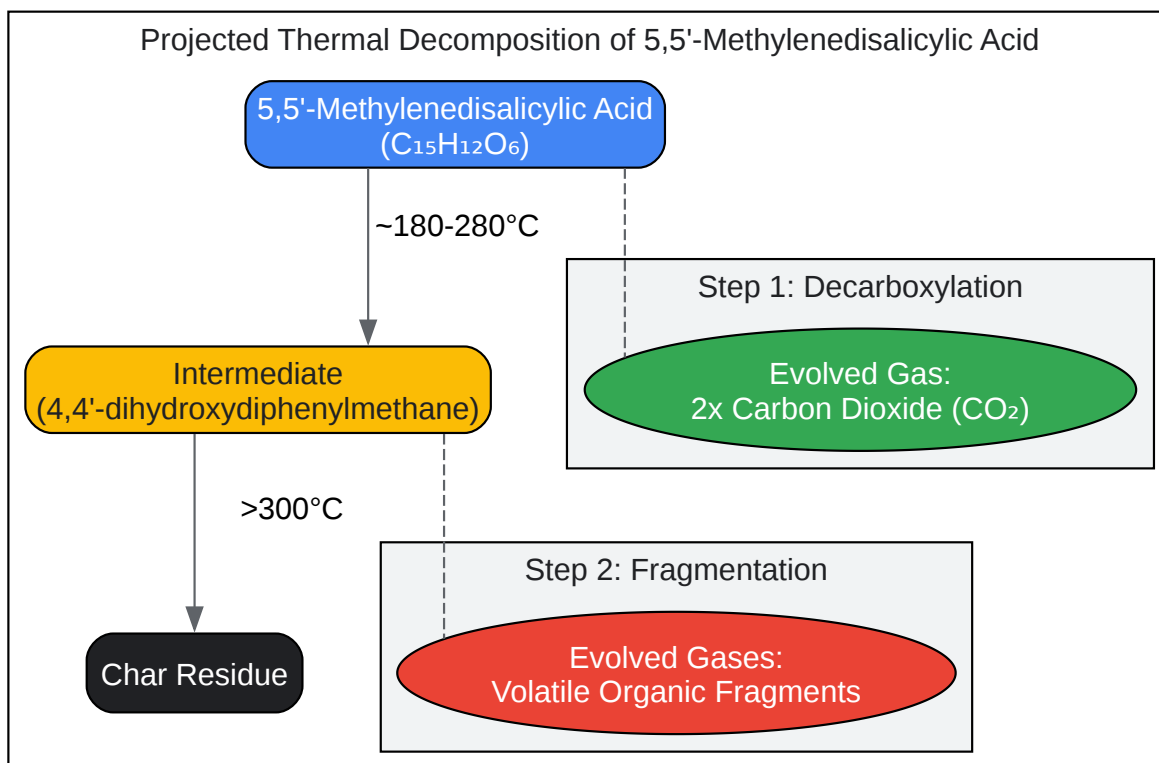 Projected Thermal Decomposition of 5,5'-Methylenedisalicylic Acid
5,5'-Methylenedisalicylic Acid
(C₁₅H₁₂O₆)
~180-280°C
Step 1: Decarboxylation
Evolved Gas:
2x Carbon Dioxide (CO₂)
Intermediate
(4,4'-dihydroxydiphenylmethane)
>300°C
Step 2: Fragmentation
Evolved Gases:
Volatile Organic Fragments
Char Residue